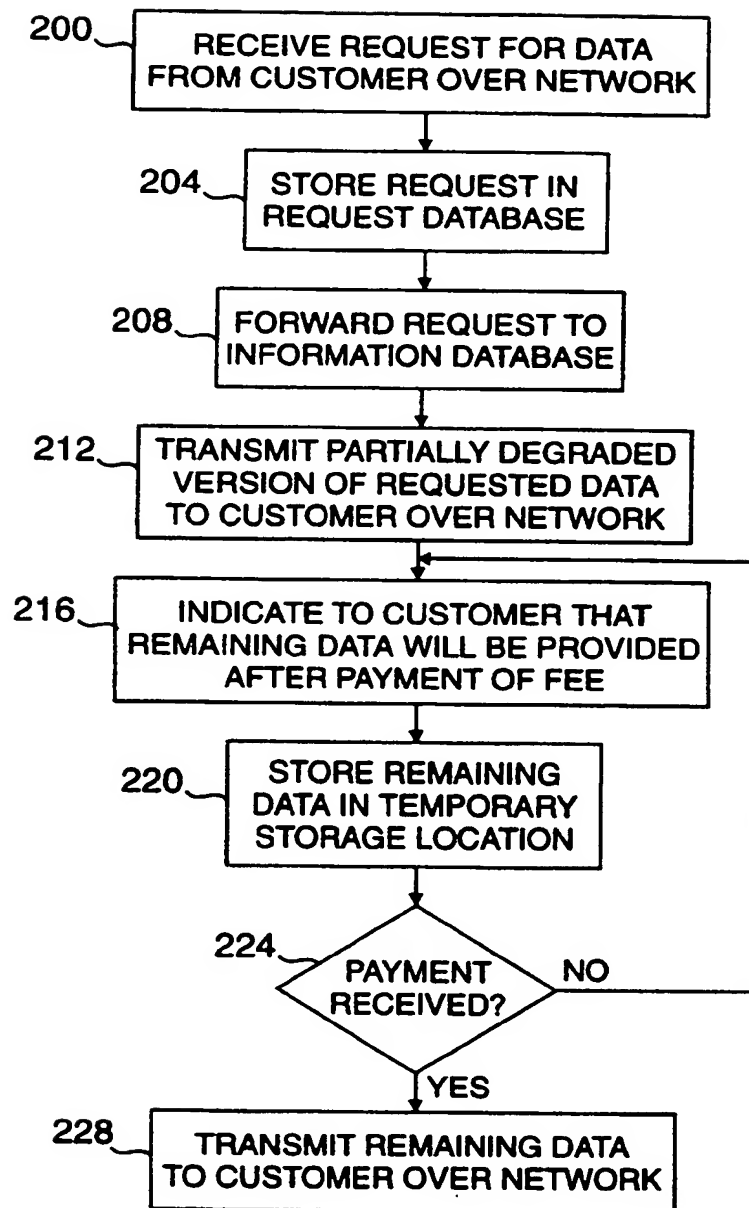 200
RECEIVE REQUEST FOR DATA
FROM CUSTOMER OVER NETWORK
204
STORE REQUEST IN
REQUEST DATABASE
208
FORWARD REQUEST TO
INFORMATION DATABASE
212
TRANSMIT PARTIALLY DEGRADED
VERSION OF REQUESTED DATA
TO CUSTOMER OVER NETWORK
216
INDICATE TO CUSTOMER THAT
REMAINING DATA WILL BE PROVIDED
AFTER PAYMENT OF FEE
220
STORE REMAINING
DATA IN TEMPORARY
STORAGE LOCATION
224
PAYMENT
RECEIVED?
NO
YES
228
TRANSMIT REMAINING DATA
TO CUSTOMER OVER NETWORK